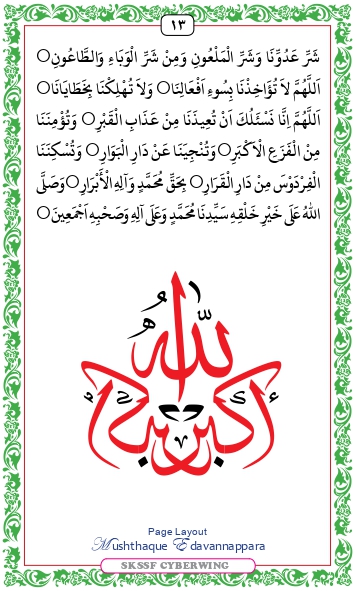 ١٣
شَرِّ عَدُوِّنَا وَشَرِّ الْمَلْعُونِ وَمِنْ شَرِّ الْوَبَاءِ وَالطَّاعُونِ○
اَللَّهُمَّ لاَ تُؤَاخِذْنَا بِسُوءِ اَفْعَالِنَا○ وَلاَ تُهْلِكْنَا بِخَطَايَانَا○
اَللَّهُمَّ اِنَّا نَسْئَلُكَ اَنْ تُعِيذَنَا مِنْ عَذَابِ الْقَبْرِ○ وَتُؤْمِنَنَا
مِنَ الْفَزَعِ الْاَكْبَرِ○ وَتُنْجِيَنَا عَنْ دَارِ الْبَوَارِ○ وَتُسْكِنَنَا
الْفِرْدَوْسَ مِنْ دَارِ الْقَرَارِ○ بِحَقِّ مُحَمَّدٍ وَآلِهِ الْأَبْرَارِ○ وَصَلَّى
اللهُ عَلَى خَيْرِ خَلْقِهِ سَيِّدِنَا مُحَمَّدٍ وَعَلَى آلِهِ وَصَحْبِهِ اَجْمَعِينَ○
الله
أكبر
Page Layout
Mushthaque Edavannappara
SKSSF CYBERWING